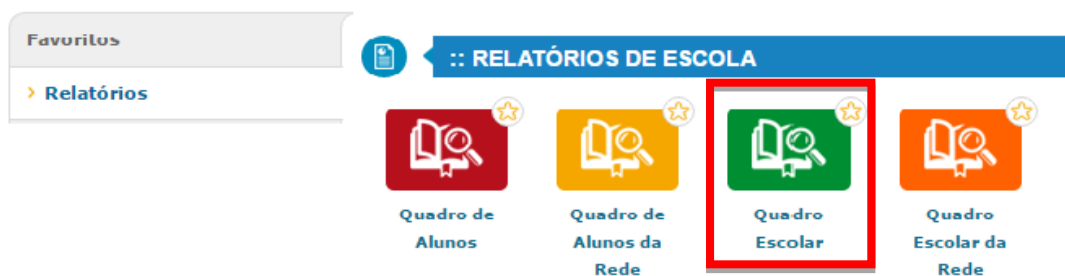 Favoritos
:: RELATÓRIOS DE ESCOLA
> Relatórios
Quadro de
Alunos
Quadro de
Alunos da
Rede
Quadro
Escolar
Quadro
Escolar da
Rede